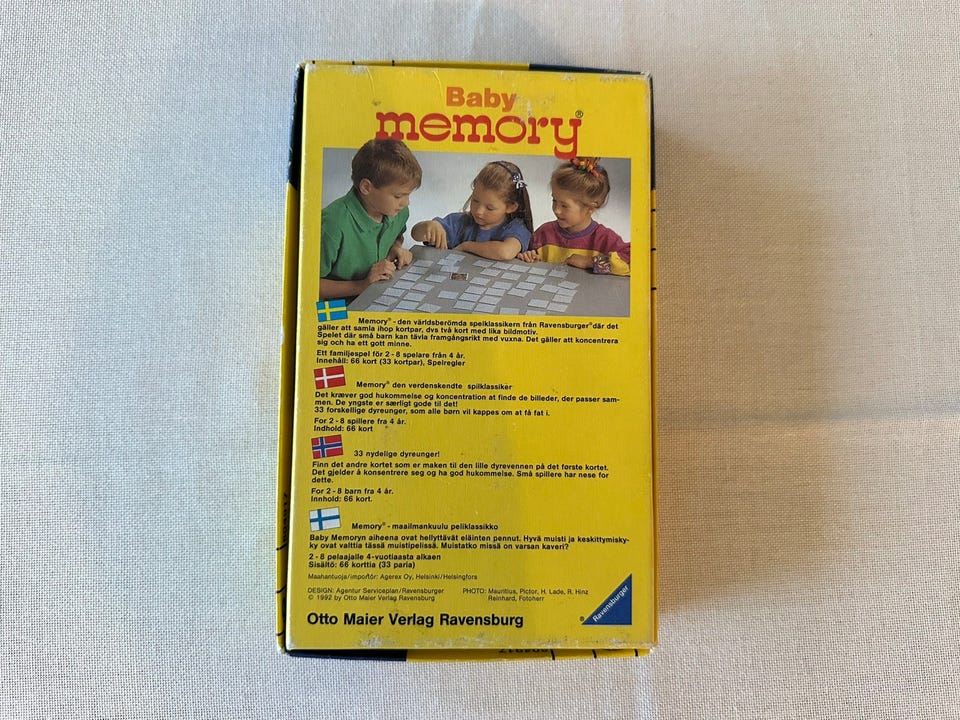 Baby
memory®
Memory® - den världsberömda spelklassikern från Ravensburger® där det
gäller att samla ihop kortpar, dvs två kort med lika bildmotiv.
Spelet där små barn kan tävla framgångsrikt med vuxna. Det gäller att koncentrera
sig och ha ett gott minne.
Ett familjespel för 2 - 8 spelare från 4 år.
Innehåll: 66 kort (33 kortpar), Spelregler
Memory® den verdenskendte spilklassiker
Det kræver god hukommelse og koncentration at finde de billeder, der passer sam-
men. De yngste er særligt gode til det!
33 forskellige dyreunger, som alle børn vil kappes om at få fat i.
For 2 - 8 spillere fra 4 år.
Indhold: 66 kort
33 nydelige dyreunger!
Finn det andre kortet som er maken til den lille dyrevennen på det første kortet.
Det gjelder å konsentrere seg og ha god hukommelse. Små spillere har nese for
dette.
For 2 - 8 barn fra 4 år.
Innhold: 66 kort.
Memory® - maailmankuulu peliklassikko
Baby Memoryn aiheena ovat hellyttävät eläinten pennut. Hyvä muisti ja keskittymisky-
ky ovat valttia tässä muistipelissä. Muistatko missä on varsan kaveri?
2 - 8 pelaajalle 4-vuotiaasta alkaen
Sisältö: 66 korttia (33 paria)
Maahantuoja/importör: Agerex Oy, Helsinki/Helsingfors
DESIGN: Agentur Serviceplan/Ravensburger
© 1992 by Otto Maier Verlag Ravensburg
PHOTO: Mauritius, Pictor, H. Lade, R. Hinz
Reinhard, Fotoherr
Otto Maier Verlag Ravensburg
® Ravensburger